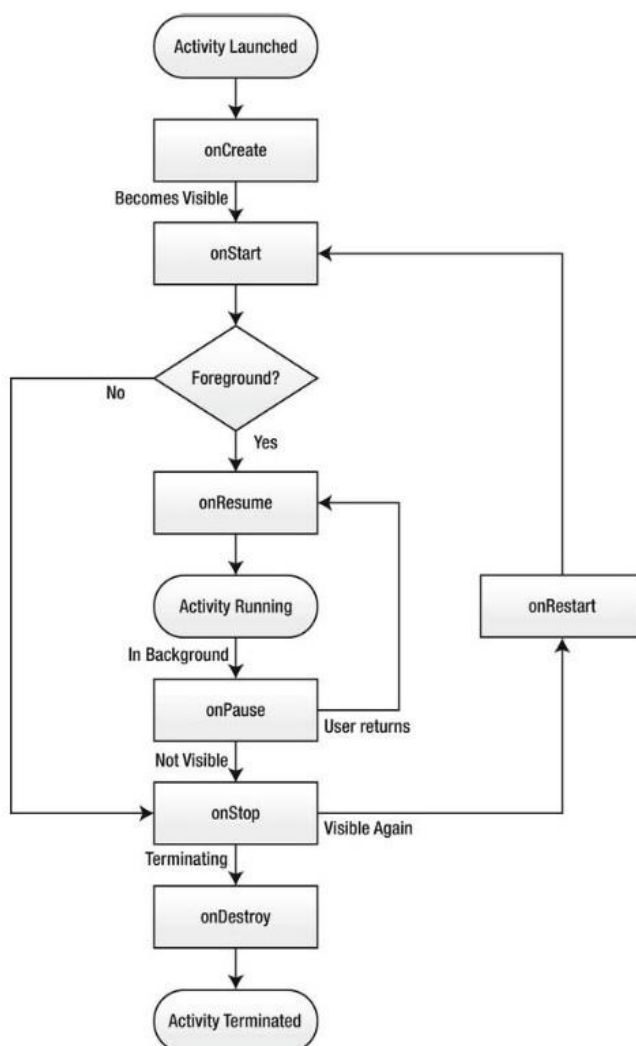 Activity Launched
onCreate
Becomes Visible
onStart
Foreground?
No
Yes
onResume
Activity Running
onRestart
In Background
onPause
User returns
Not Visible
onStop
Visible Again
Terminating
onDestroy
Activity Terminated